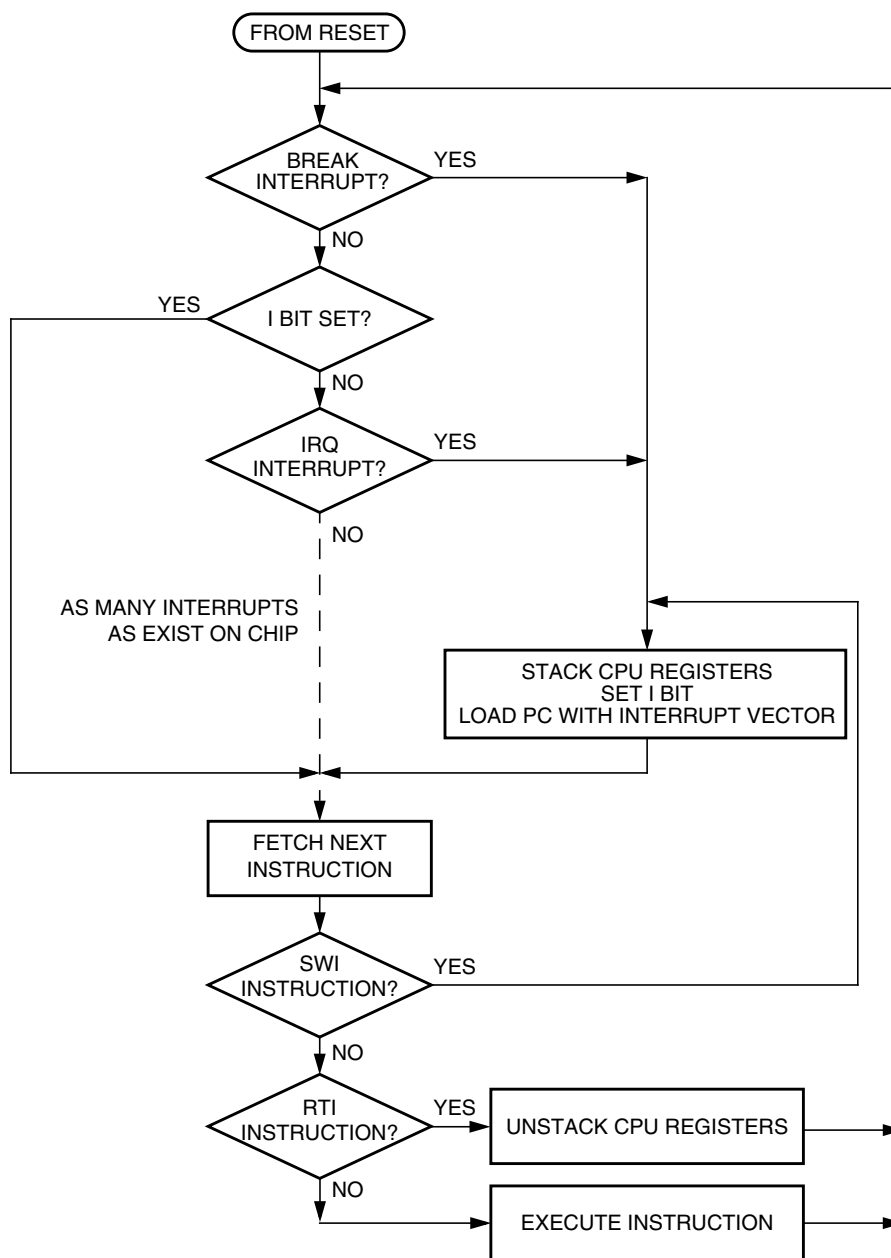 FROM RESET
BREAK
INTERRUPT?
YES
NO
YES
I BIT SET?
NO
IRQ
INTERRUPT?
YES
NO
AS MANY INTERRUPTS
AS EXIST ON CHIP
STACK CPU REGISTERS
SET I BIT
LOAD PC WITH INTERRUPT VECTOR
FETCH NEXT
INSTRUCTION
SWI
INSTRUCTION?
YES
NO
RTI
INSTRUCTION?
YES
UNSTACK CPU REGISTERS
NO
EXECUTE INSTRUCTION